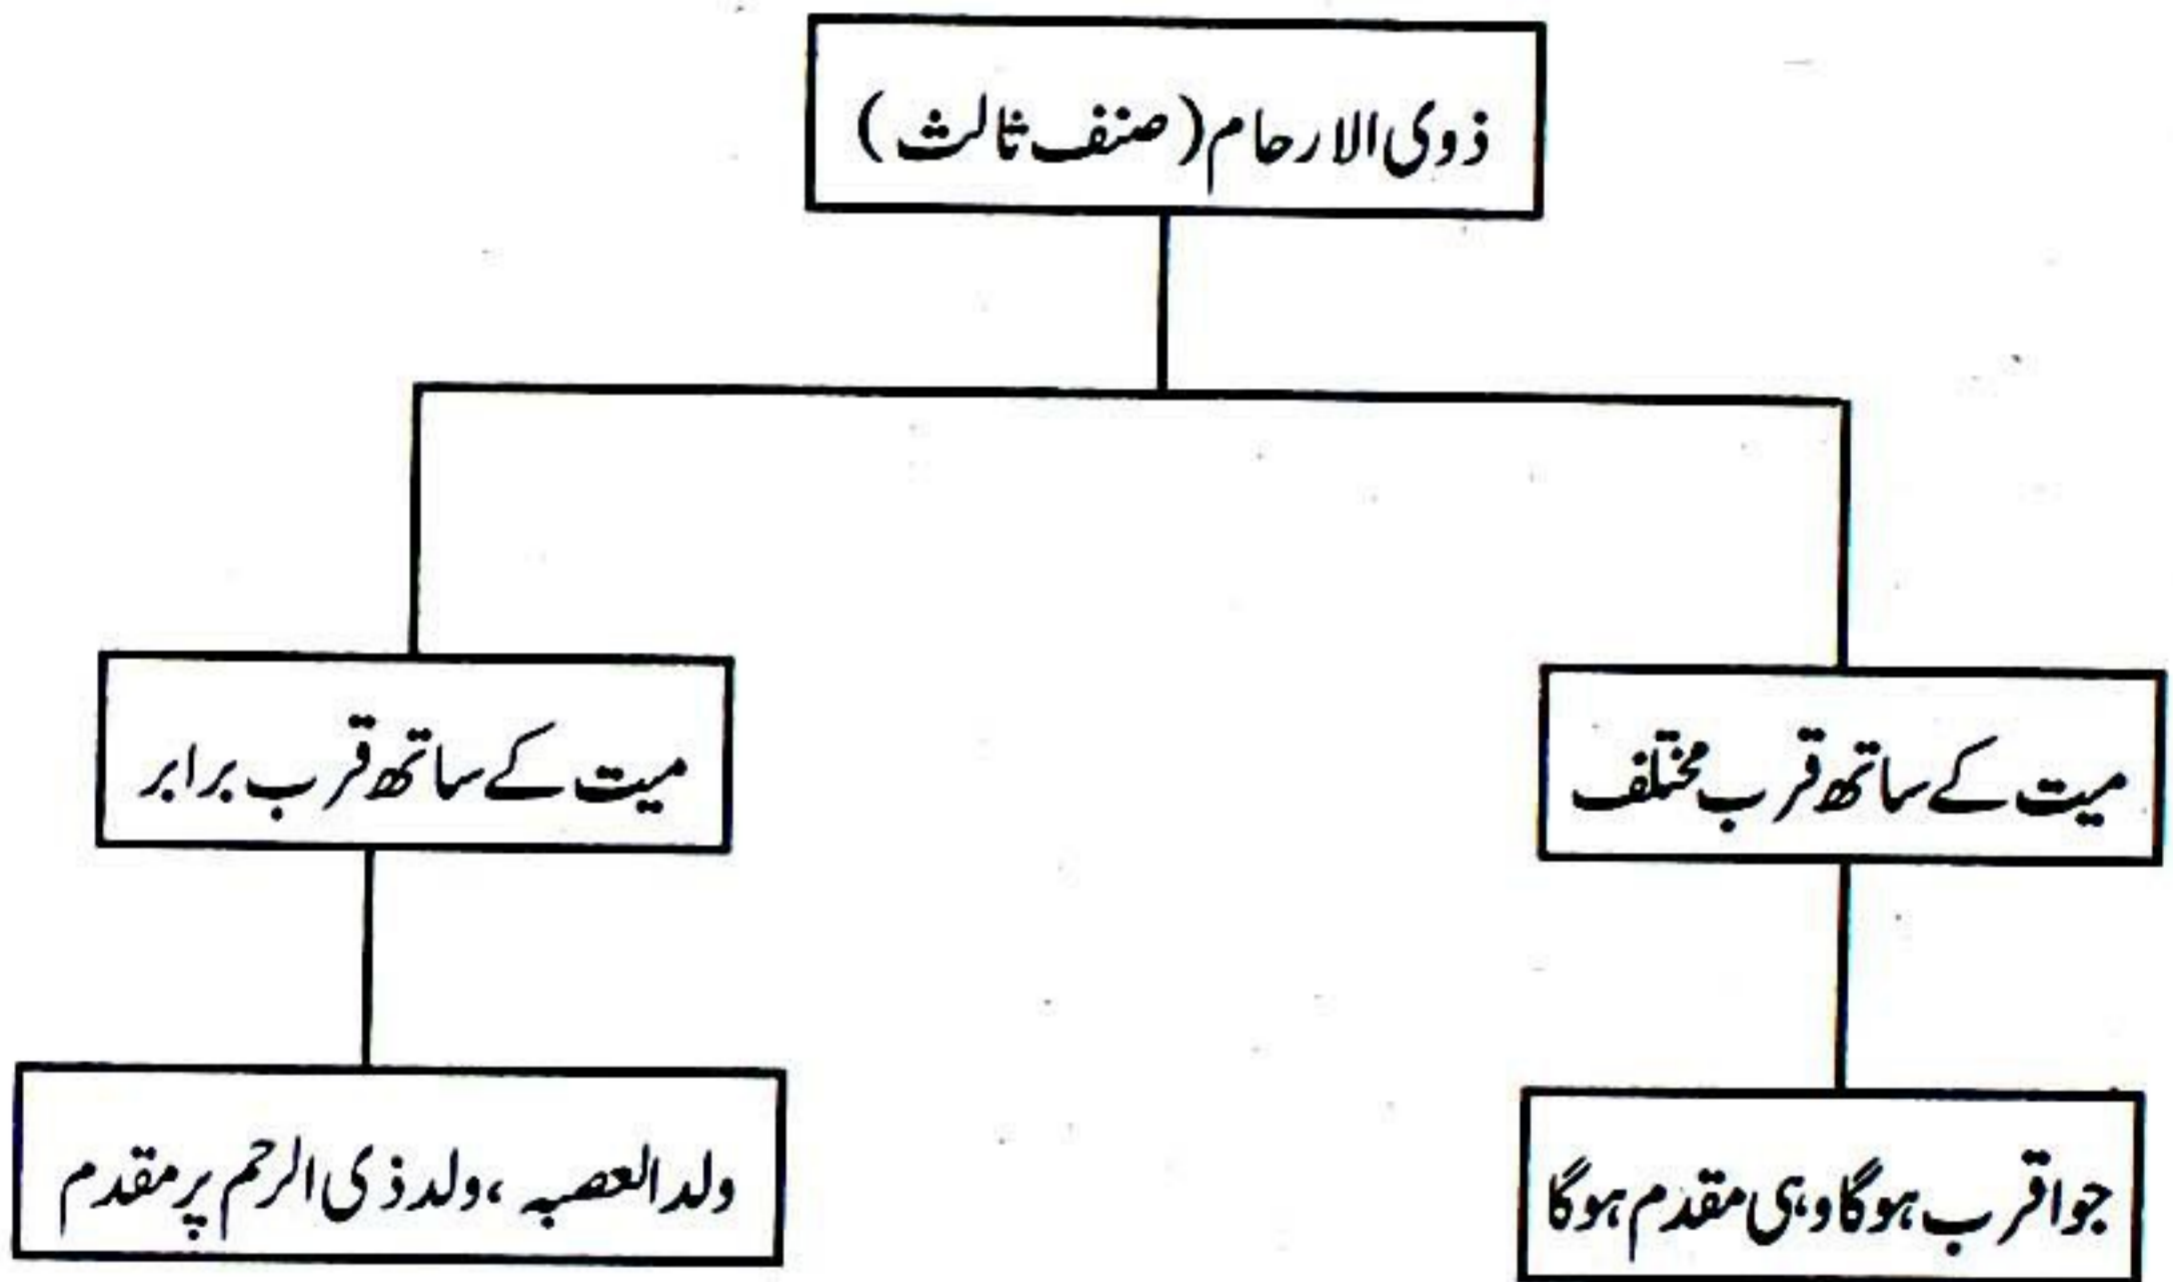 ذوی الارحام (صنف ثالث)
میت کے ساتھ قرب مختلف
میت کے ساتھ قرب برابر
جو اقرب ہوگا وہی مقدم ہوگا
ولد العصبہ، ولد ذی الرحم پر مقدم